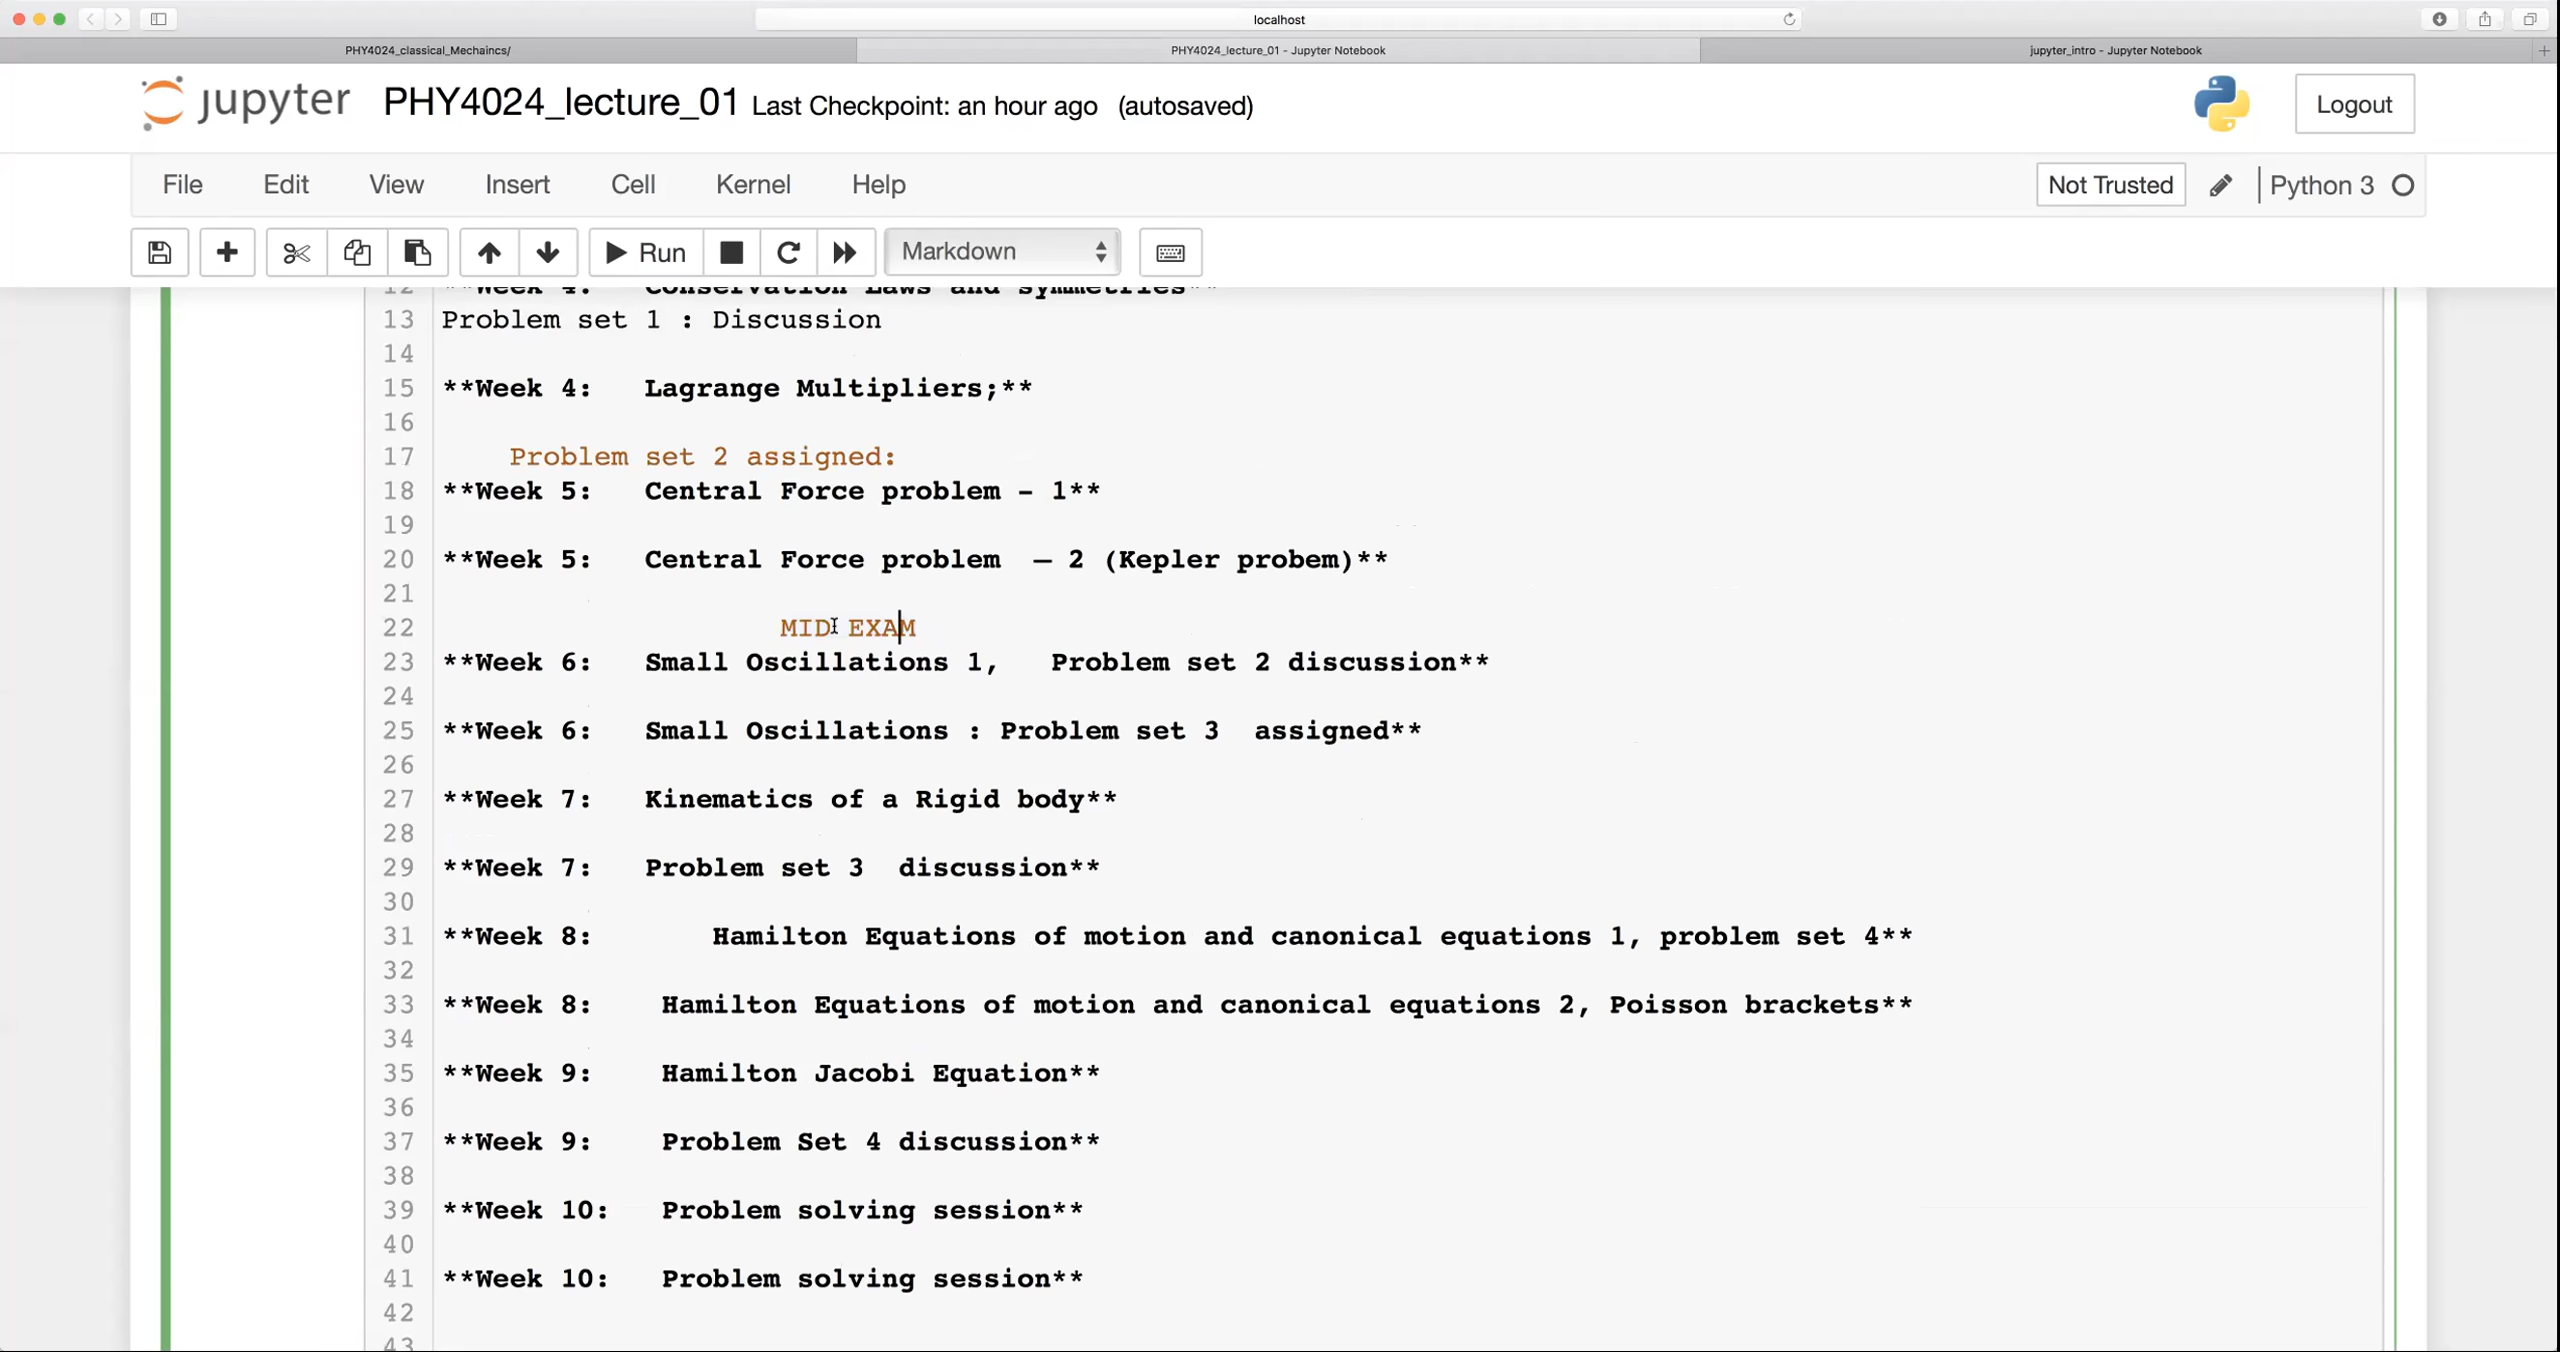 localhost
PHY4024_classical_Mechaincs/
PHY4024_lecture_01 - Jupyter Notebook
jupyter_intro - Jupyter Notebook
jupyter PHY4024_lecture_01 Last Checkpoint: an hour ago (autosaved)
Logout
File Edit View Insert Cell Kernel Help
Not Trusted
Python 3
Run
Markdown
12 **Week 4: Conservation Laws and symmetries**
13 Problem set 1 : Discussion
14
15 **Week 4: Lagrange Multipliers;**
16
17 Problem set 2 assigned:
18 **Week 5: Central Force problem - 1**
19
20 **Week 5: Central Force problem – 2 (Kepler probem)**
21
22 MID EXAM
23 **Week 6: Small Oscillations 1, Problem set 2 discussion**
24
25 **Week 6: Small Oscillations : Problem set 3 assigned**
26
27 **Week 7: Kinematics of a Rigid body**
28
29 **Week 7: Problem set 3 discussion**
30
31 **Week 8: Hamilton Equations of motion and canonical equations 1, problem set 4**
32
33 **Week 8: Hamilton Equations of motion and canonical equations 2, Poisson brackets**
34
35 **Week 9: Hamilton Jacobi Equation**
36
37 **Week 9: Problem Set 4 discussion**
38
39 **Week 10: Problem solving session**
40
41 **Week 10: Problem solving session**
42
43